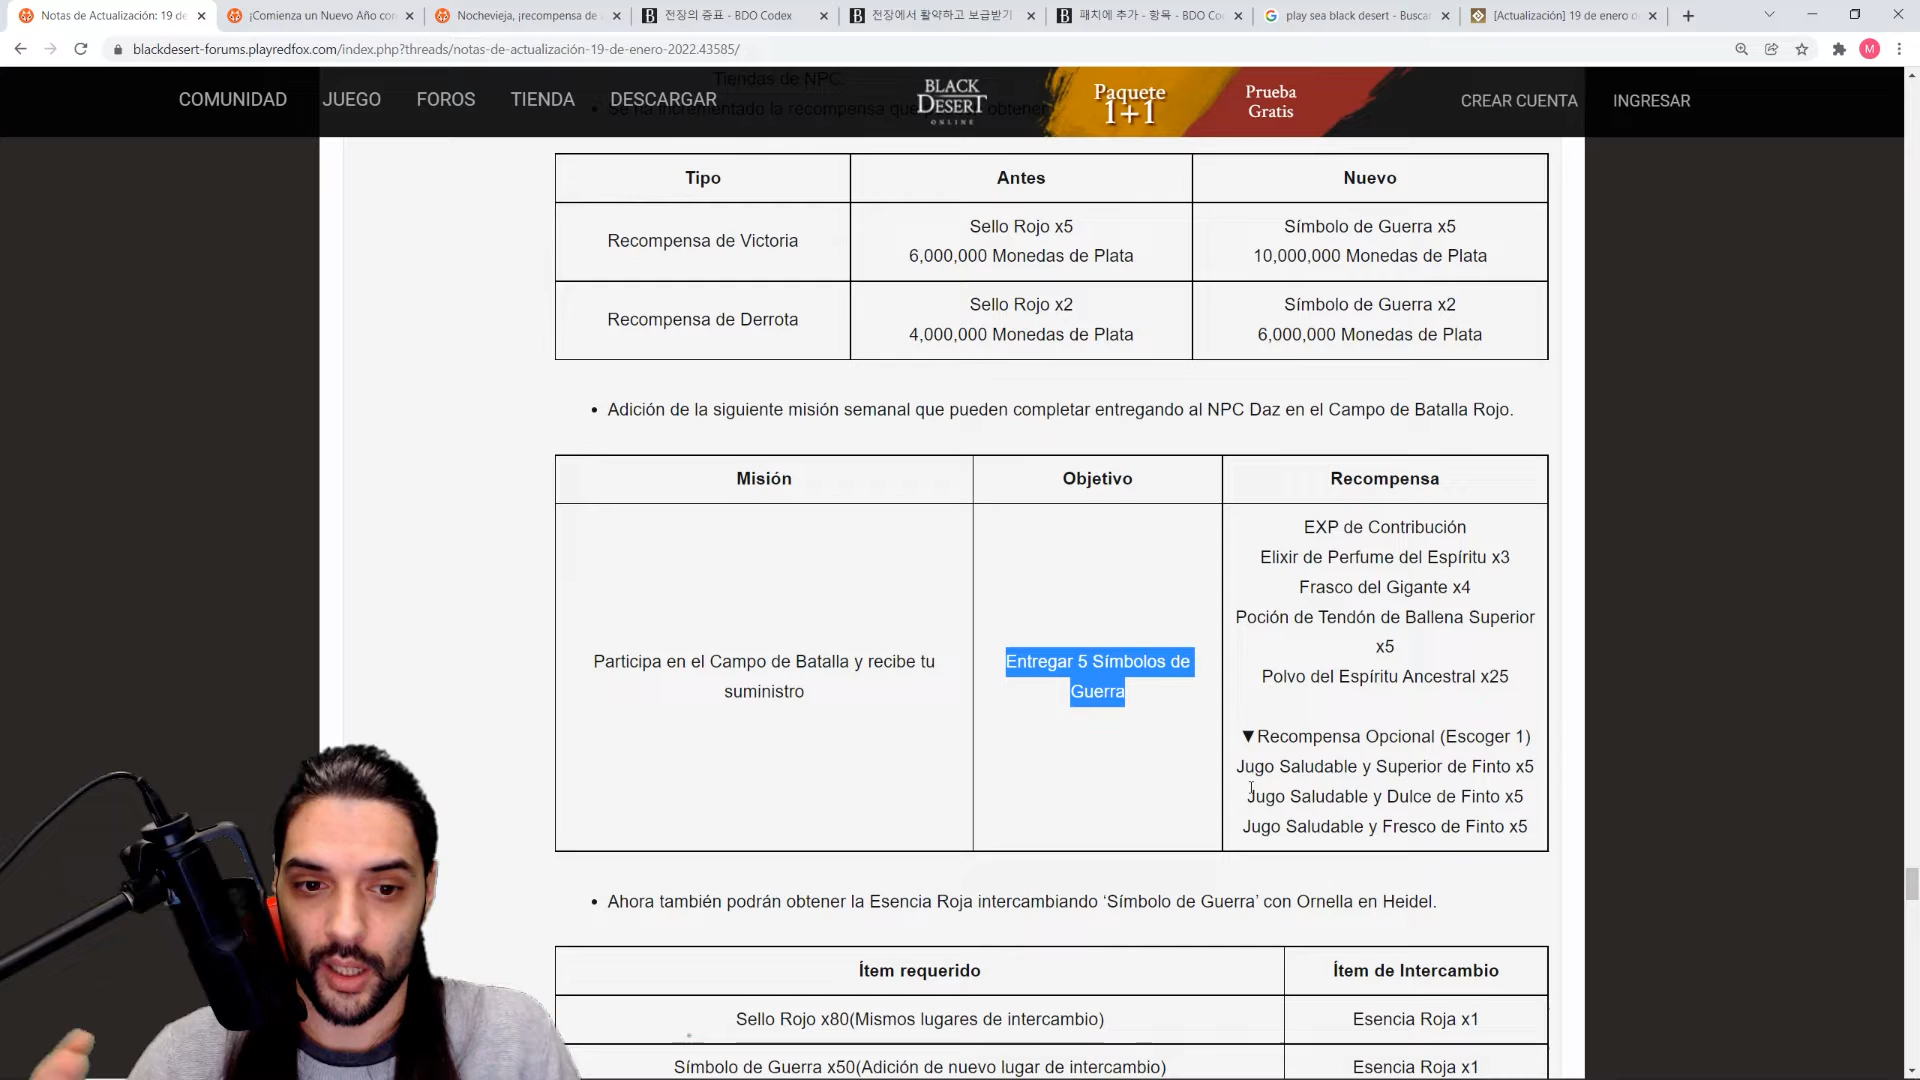 Notas de Actualización: 19 de
¡Comienza un Nuevo Año con
Nochevieja, ¡recompensa de
전장의 증표 - BDO Codex
전장에서 활약하고 보급받기
패치에 추가 - 항목 - BDO Co
play sea black desert - Buscar
[Actualización] 19 de enero d
blackdesert-forums.playredfox.com/index.php?threads/notas-de-actualización-19-de-enero-2022.43585/
M
COMUNIDAD JUEGO FOROS TIENDA DESCARGAR
BLACK
DESERT
ONLINE
Paquete
1+1
Prueba
Gratis
CREAR CUENTA INGRESAR
Tiendas de NPC.
Se ha incrementado la recompensa que obtener
Tipo Antes Nuevo
Recompensa de Victoria
Sello Rojo x5
6,000,000 Monedas de Plata
Símbolo de Guerra x5
10,000,000 Monedas de Plata
Recompensa de Derrota
Sello Rojo x2
4,000,000 Monedas de Plata
Símbolo de Guerra x2
6,000,000 Monedas de Plata
• Adición de la siguiente misión semanal que pueden completar entregando al NPC Daz en el Campo de Batalla Rojo.
Misión Objetivo Recompensa
Participa en el Campo de Batalla y recibe tu
suministro
Entregar 5 Símbolos de
Guerra
EXP de Contribución
Elixir de Perfume del Espíritu x3
Frasco del Gigante x4
Poción de Tendón de Ballena Superior
x5
Polvo del Espíritu Ancestral x25
▼Recompensa Opcional (Escoger 1)
Jugo Saludable y Superior de Finto x5
Jugo Saludable y Dulce de Finto x5
Jugo Saludable y Fresco de Finto x5
• Ahora también podrán obtener la Esencia Roja intercambiando ‘Símbolo de Guerra’ con Ornella en Heidel.
Ítem requerido Ítem de Intercambio
Sello Rojo x80(Mismos lugares de intercambio) Esencia Roja x1
Símbolo de Guerra x50(Adición de nuevo lugar de intercambio) Esencia Roja x1